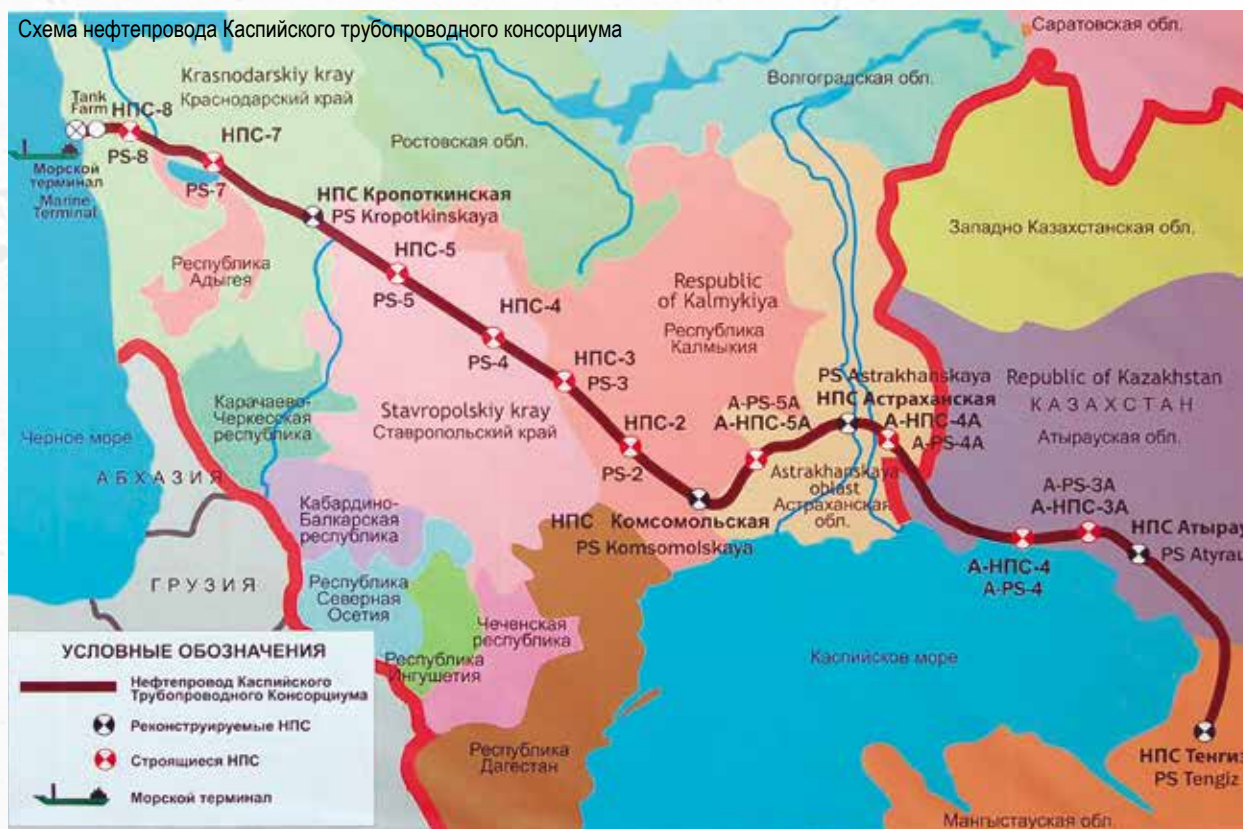 Схема нефтепровода Каспийского трубопроводного консорциума
Саратовская обл.
Krasnodarskiy kray
Краснодарский край
Волгоградская обл.
Tank
Farm
НПС-8
PS-8
НПС-7
PS-7
Ростовская обл.
Морской
терминал
Marine
Terminal
НПС Кропоткинская
PS Kropotkinskaya
Западно Казахстанская обл.
НПС-5
PS-5
Республика
Адыгея
Respublic
of Kalmykiya
Республика
Калмыкия
НПС-4
PS-4
НПС-3
PS-3
PS Astrakhanskaya
НПС Астраханская
Republic of Kazakhstan
КАЗАХСТАН
Атырауская обл.
A-PS-5A
А-НПС-5А
А-НПС-4А
A-PS-4A
Карачаево-
Черкесская
республика
Stavropolskiy kray
Ставропольский край
НПС-2
PS-2
Черное море
АБХАЗИЯ
Astrakhanskaya
oblast
Астраханская
обл.
A-PS-3A
А-НПС-3А
Кабардино-
Балкарская
республика
НПС Комсомольская
PS Komsomolskaya
НПС Атырау
PS Atyrau
А-НПС-4
A-PS-4
ГРУЗИЯ
Республика
Северная
Осетия
Чеченская
республика
Республика
Ингушетия
Каспийское море
УСЛОВНЫЕ ОБОЗНАЧЕНИЯ
Нефтепровод Каспийского
Трубопроводного Консорциума
Реконструируемые НПС
Строящиеся НПС
Морской терминал
Республика
Дагестан
НПС Тенгиз
PS Tengiz
Мангыстауская обл.